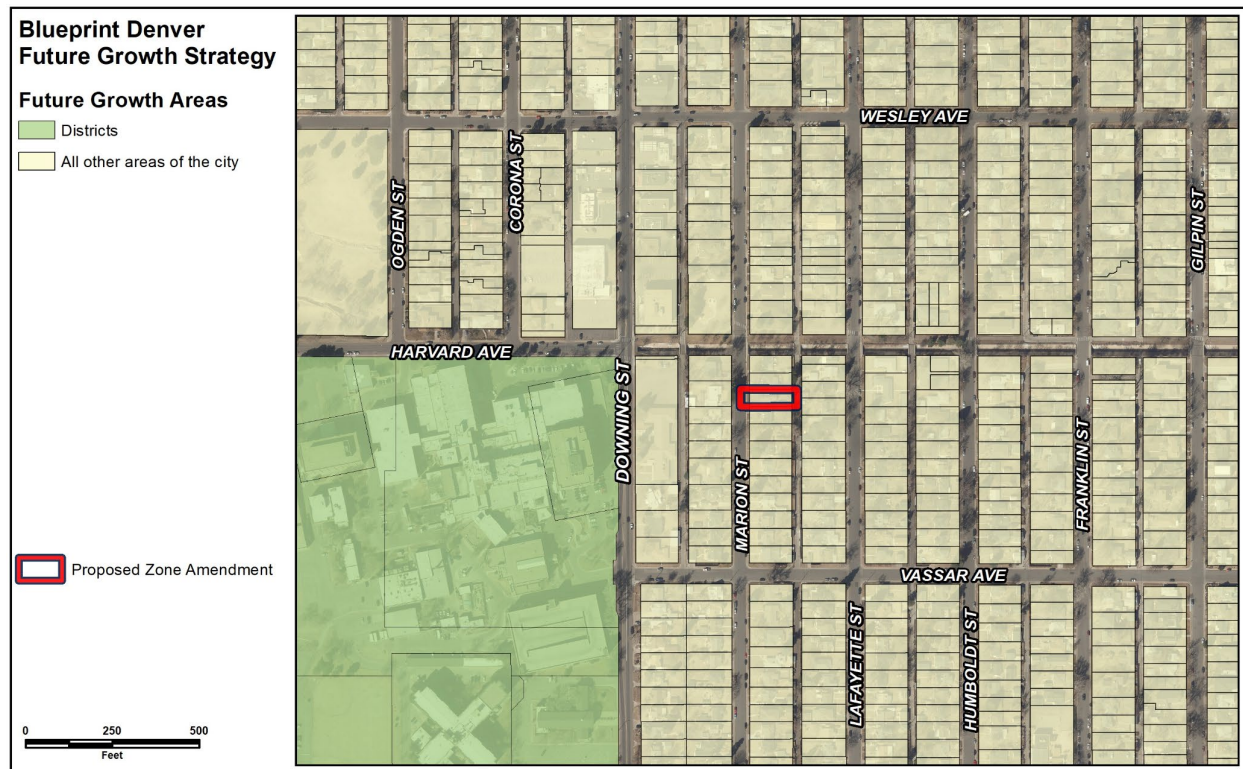 Blueprint Denver
Future Growth Strategy
Future Growth Areas
Districts
All other areas of the city
Proposed Zone Amendment
0 250 500
Feet
WESLEY AVE
OGDEN ST
CORONA ST
GILPIN ST
HARVARD AVE
DOWNING ST
MARION ST
FRANKLIN ST
VASSAR AVE
LAFAYETTE ST
HUMBOLDT ST